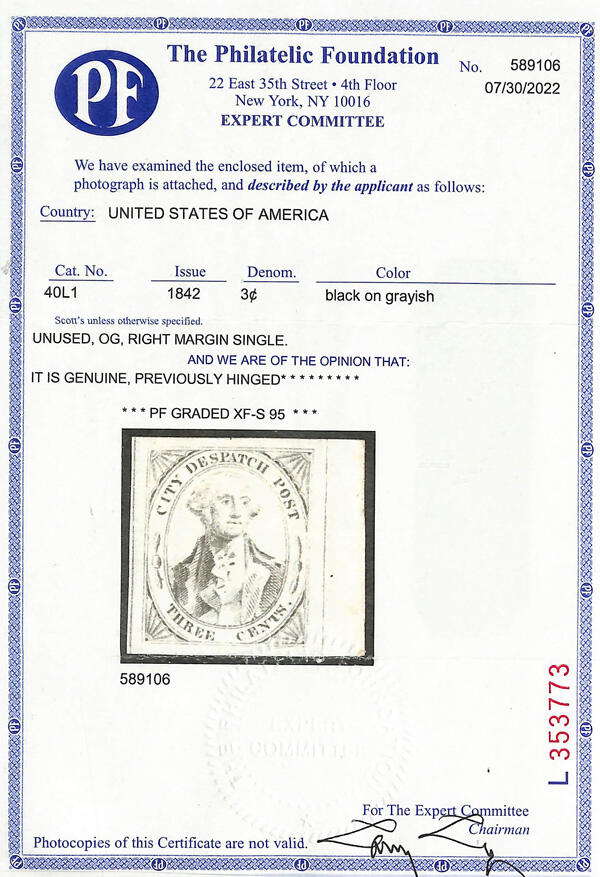 PF
The Philatelic Foundation
22 East 35th Street • 4th Floor
New York, NY 10016
EXPERT COMMITTEE
No. 589106
07/30/2022
We have examined the enclosed item, of which a
photograph is attached, and described by the applicant as follows:
Country: UNITED STATES OF AMERICA
Cat. No. Issue Denom. Color
40L1 1842 3¢ black on grayish
Scott's unless otherwise specified.
UNUSED, OG, RIGHT MARGIN SINGLE.
AND WE ARE OF THE OPINION THAT:
IT IS GENUINE, PREVIOUSLY HINGED* * * * * * * * *
* * * PF GRADED XF-S 95 * * *
CITY DESPATCH POST
THREE CENTS.
589106
EXPERT
COMMITTEE
L 353773
For The Expert Committee
Chairman
Photocopies of this Certificate are not valid.